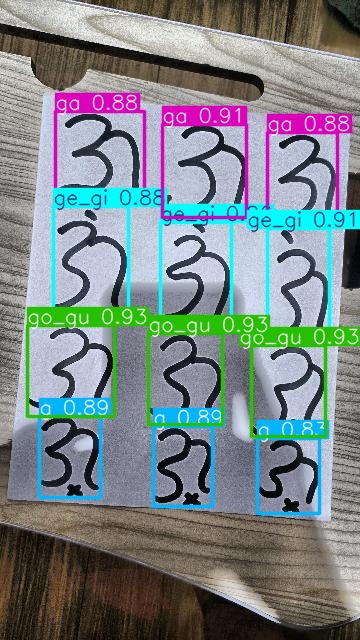 ga 0.88 ga 0.91 ga 0.88
ᜄ ᜄ ᜄ
ge_gi 0.88 ge_gi ge_gi 0.91
ᜄᜒ ᜄᜒ ᜄᜒ
go_gu 0.93 go_gu 0.93 go_gu 0.93
ᜄᜓ ᜄᜓ ᜄᜓ
g 0.89 g 0.89 g 0.83
ᜄ᜔ ᜄ᜔ ᜄ᜔